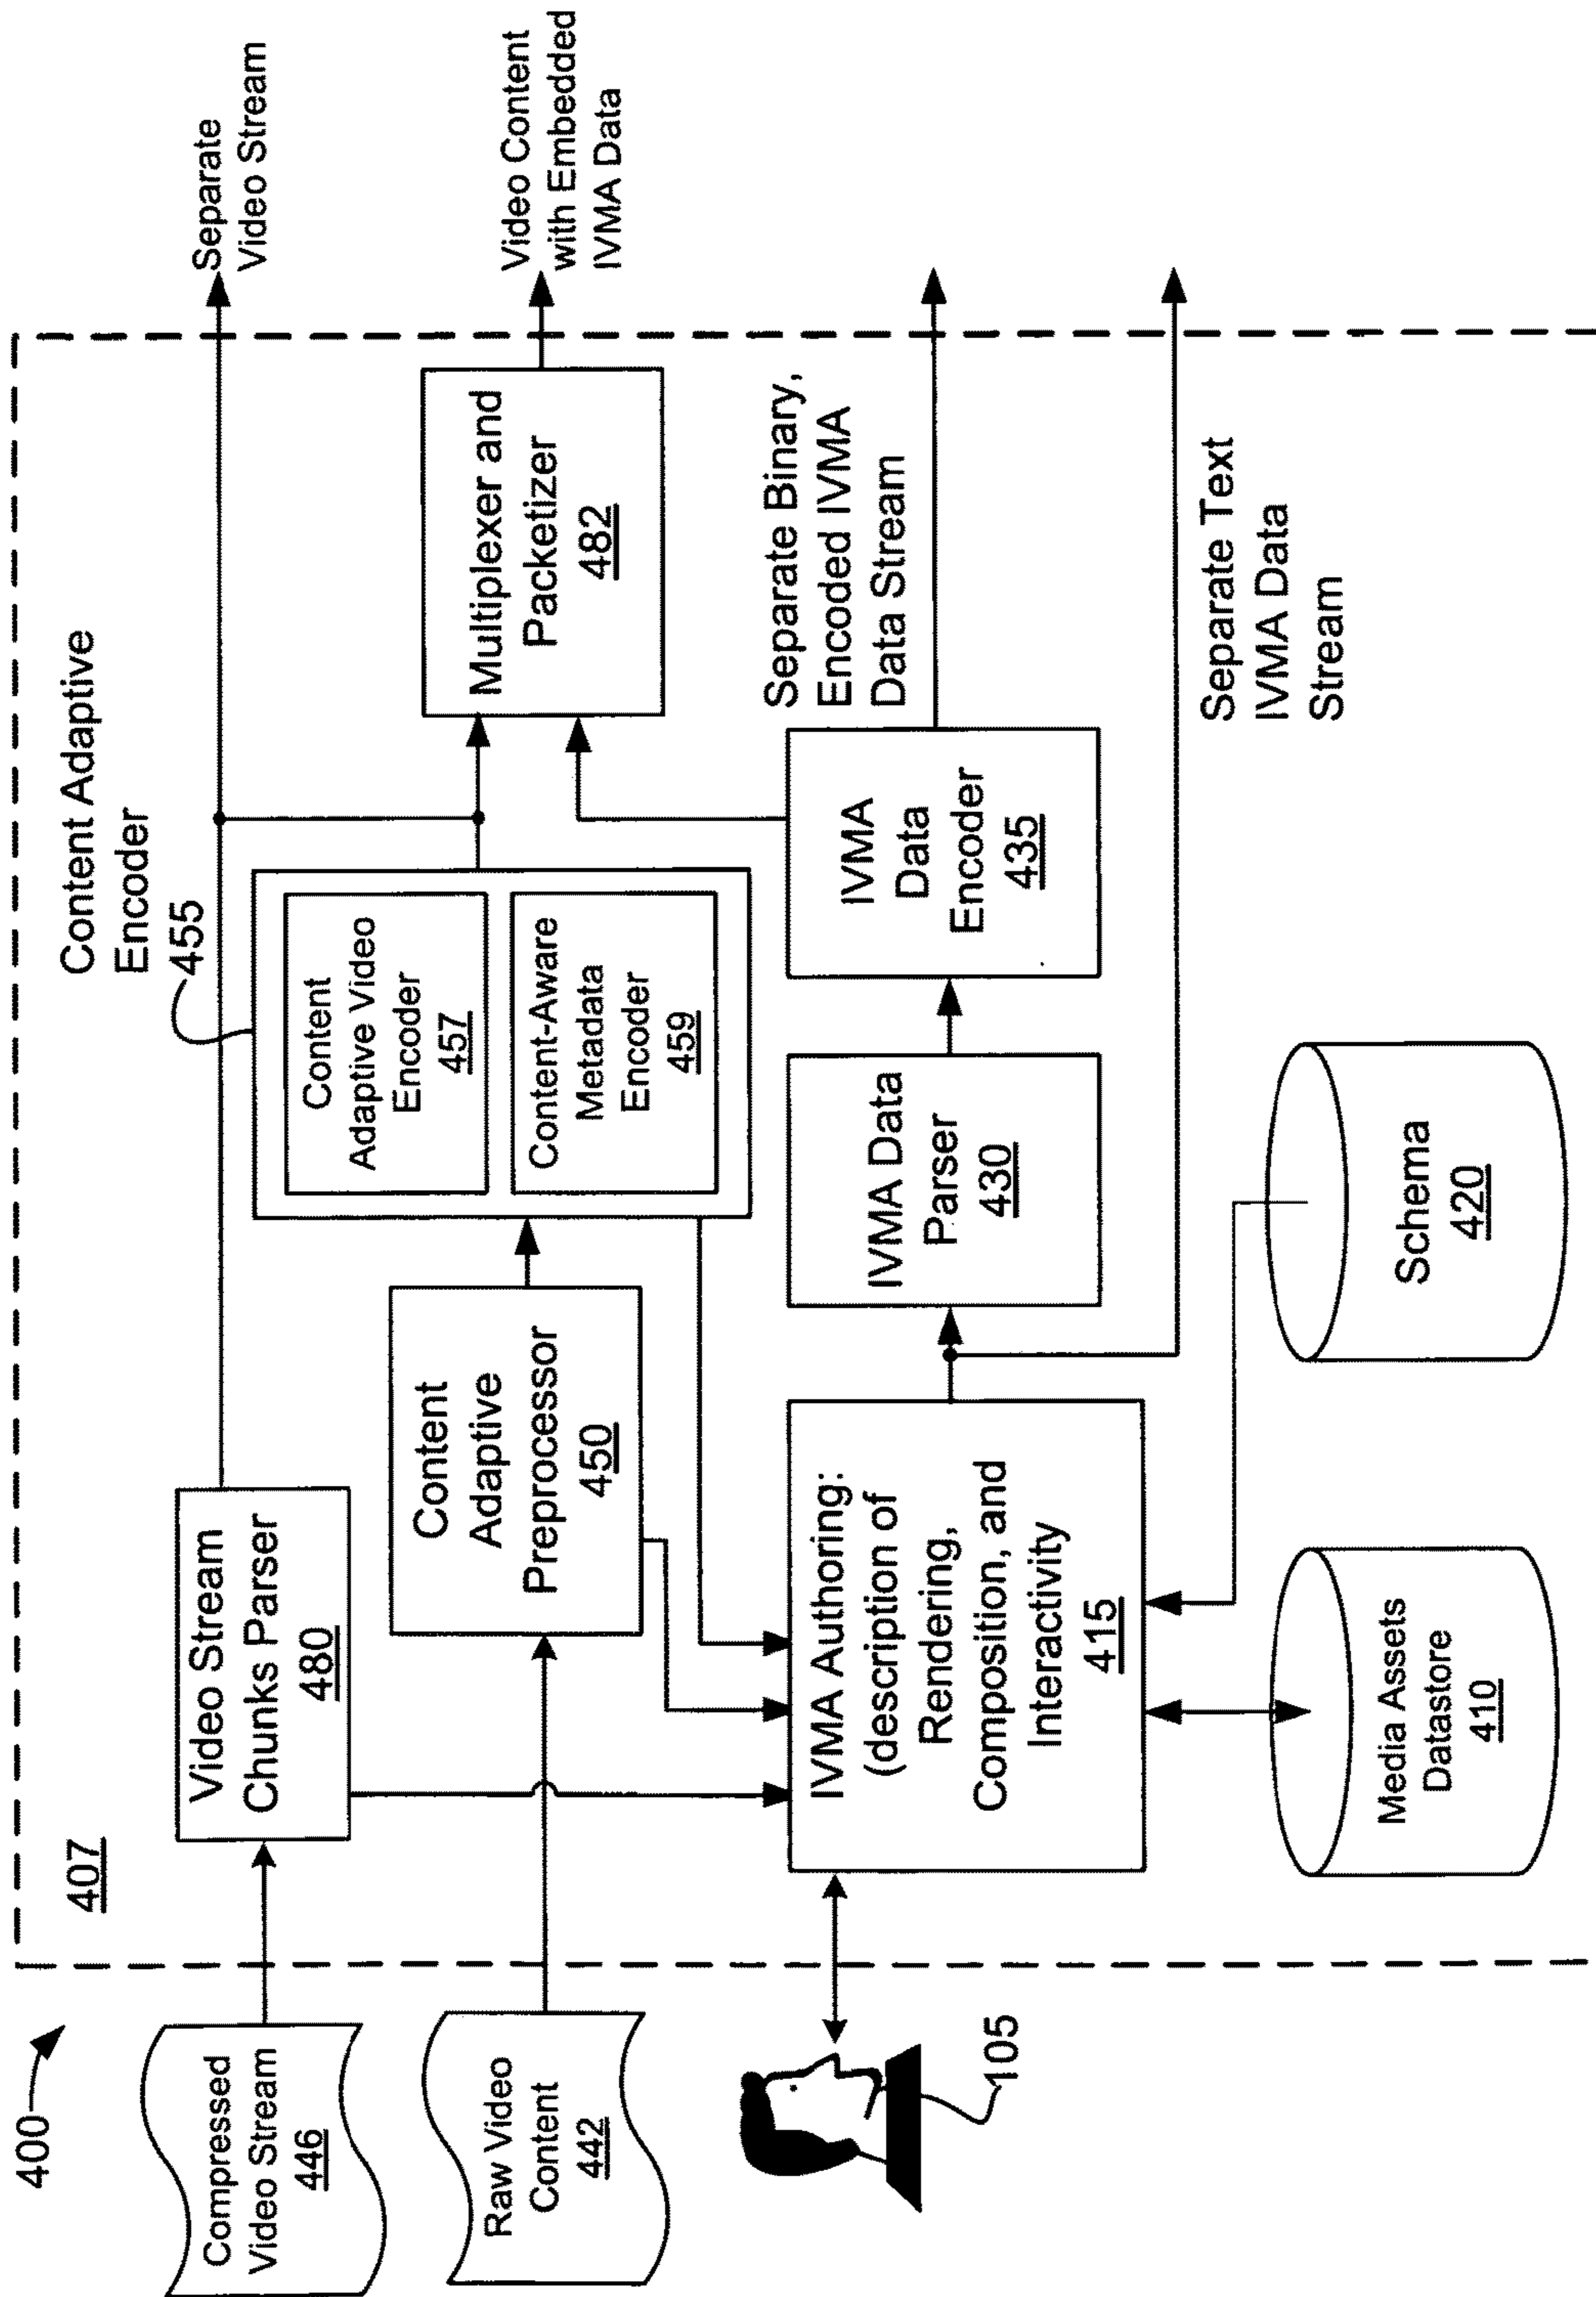 400
407
Compressed
Video Stream
446
Raw Video
Content
442
105
Video Stream
Chunks Parser
480
Content
Adaptive
Preprocessor
450
Content Adaptive
Encoder
455
Content
Adaptive Video
Encoder
457
Content-Aware
Metadata
Encoder
459
Multiplexer and
Packetizer
482
Separate
Video Stream
Video Content
with Embedded
IVMA Data
IVMA Authoring:
(description of
Rendering,
Composition, and
Interactivity
415
IVMA Data
Parser
430
IVMA
Data
Encoder
435
Separate Binary,
Encoded IVMA
Data Stream
Separate Text
IVMA Data
Stream
Media Assets
Datastore
410
Schema
420